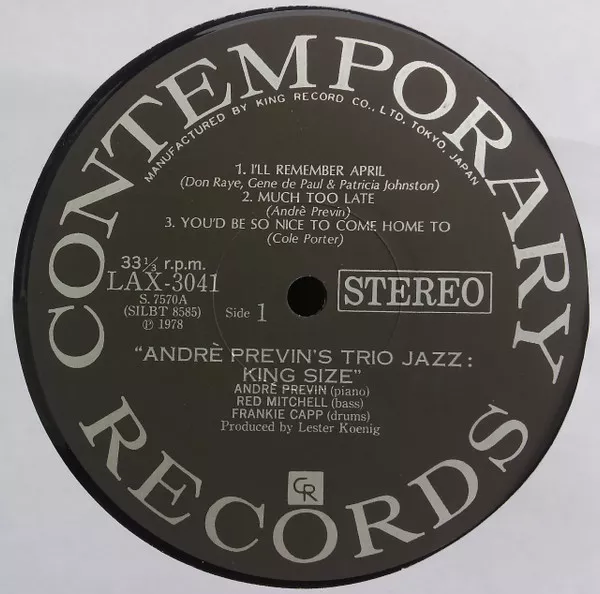 CONTEMPORARY
MANUFACTURED BY KING RECORD CO., LTD. TOKYO, JAPAN
1. I'LL REMEMBER APRIL
(Don Raye, Gene de Paul & Patricia Johnston)
2. MUCH TOO LATE
(Andrè Previn)
3. YOU'D BE SO NICE TO COME HOME TO
(Cole Porter)
33⅓ r.p.m.
LAX-3041
S. 7570A
(SILBT 8585)
℗ 1978
Side 1
STEREO
"ANDRÈ PREVIN'S TRIO JAZZ:
KING SIZE"
ANDRÈ PREVIN (piano)
RED MITCHELL (bass)
FRANKIE CAPP (drums)
Produced by Lester Koenig
CR
RECORDS